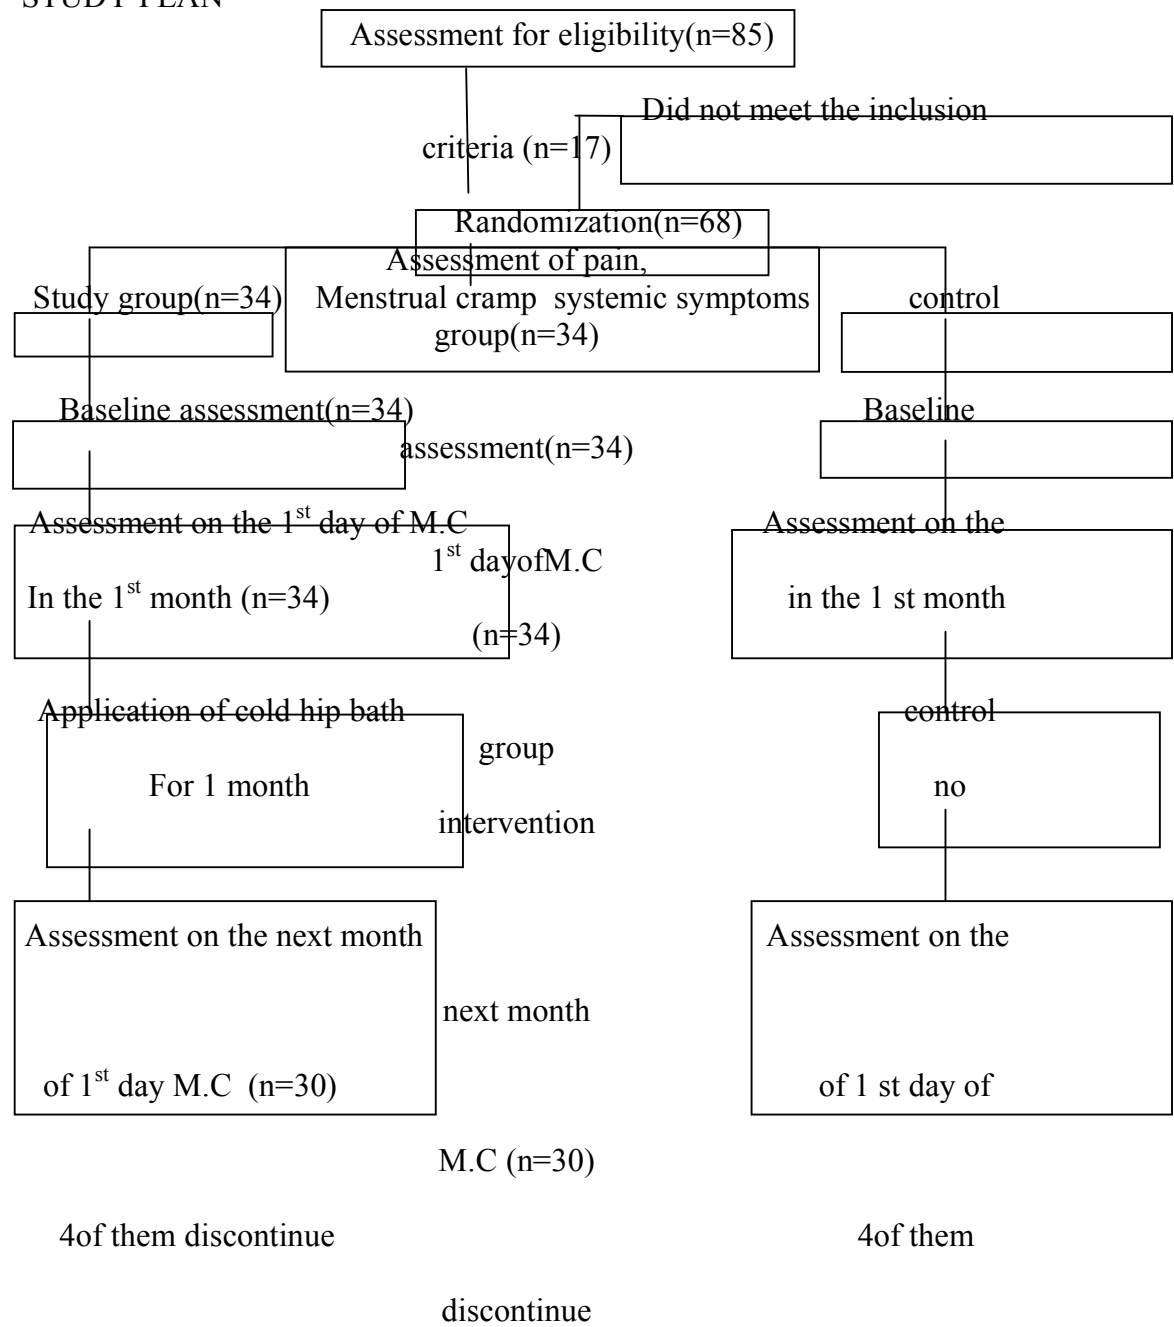 STUDY PLAN
Assessment for eligibility(n=85)
Did not meet the inclusion
criteria (n=17)
Randomization(n=68)
Assessment of pain,
Study group(n=34) Menstrual cramp systemic symptoms control
group(n=34)
Baseline assessment(n=34) Baseline
assessment(n=34)
Assessment on the 1st day of M.C Assessment on the
1st dayofM.C
In the 1st month (n=34) in the 1 st month
(n=34)
Application of cold hip bath control
group
For 1 month no
intervention
Assessment on the next month Assessment on the
next month
of 1st day M.C (n=30) of 1 st day of
M.C (n=30)
4of them discontinue 4of them
discontinue